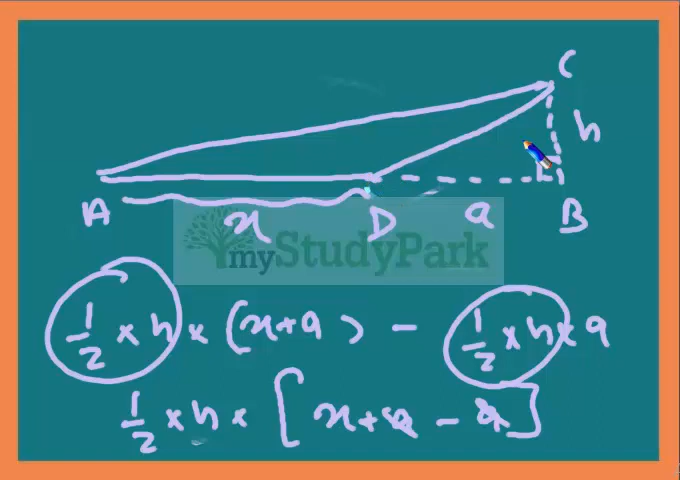 C
h
A x D a B
myStudyPark
1/2 × h × (x+a) − 1/2 × h × a
1/2 × h × [x+a − a]